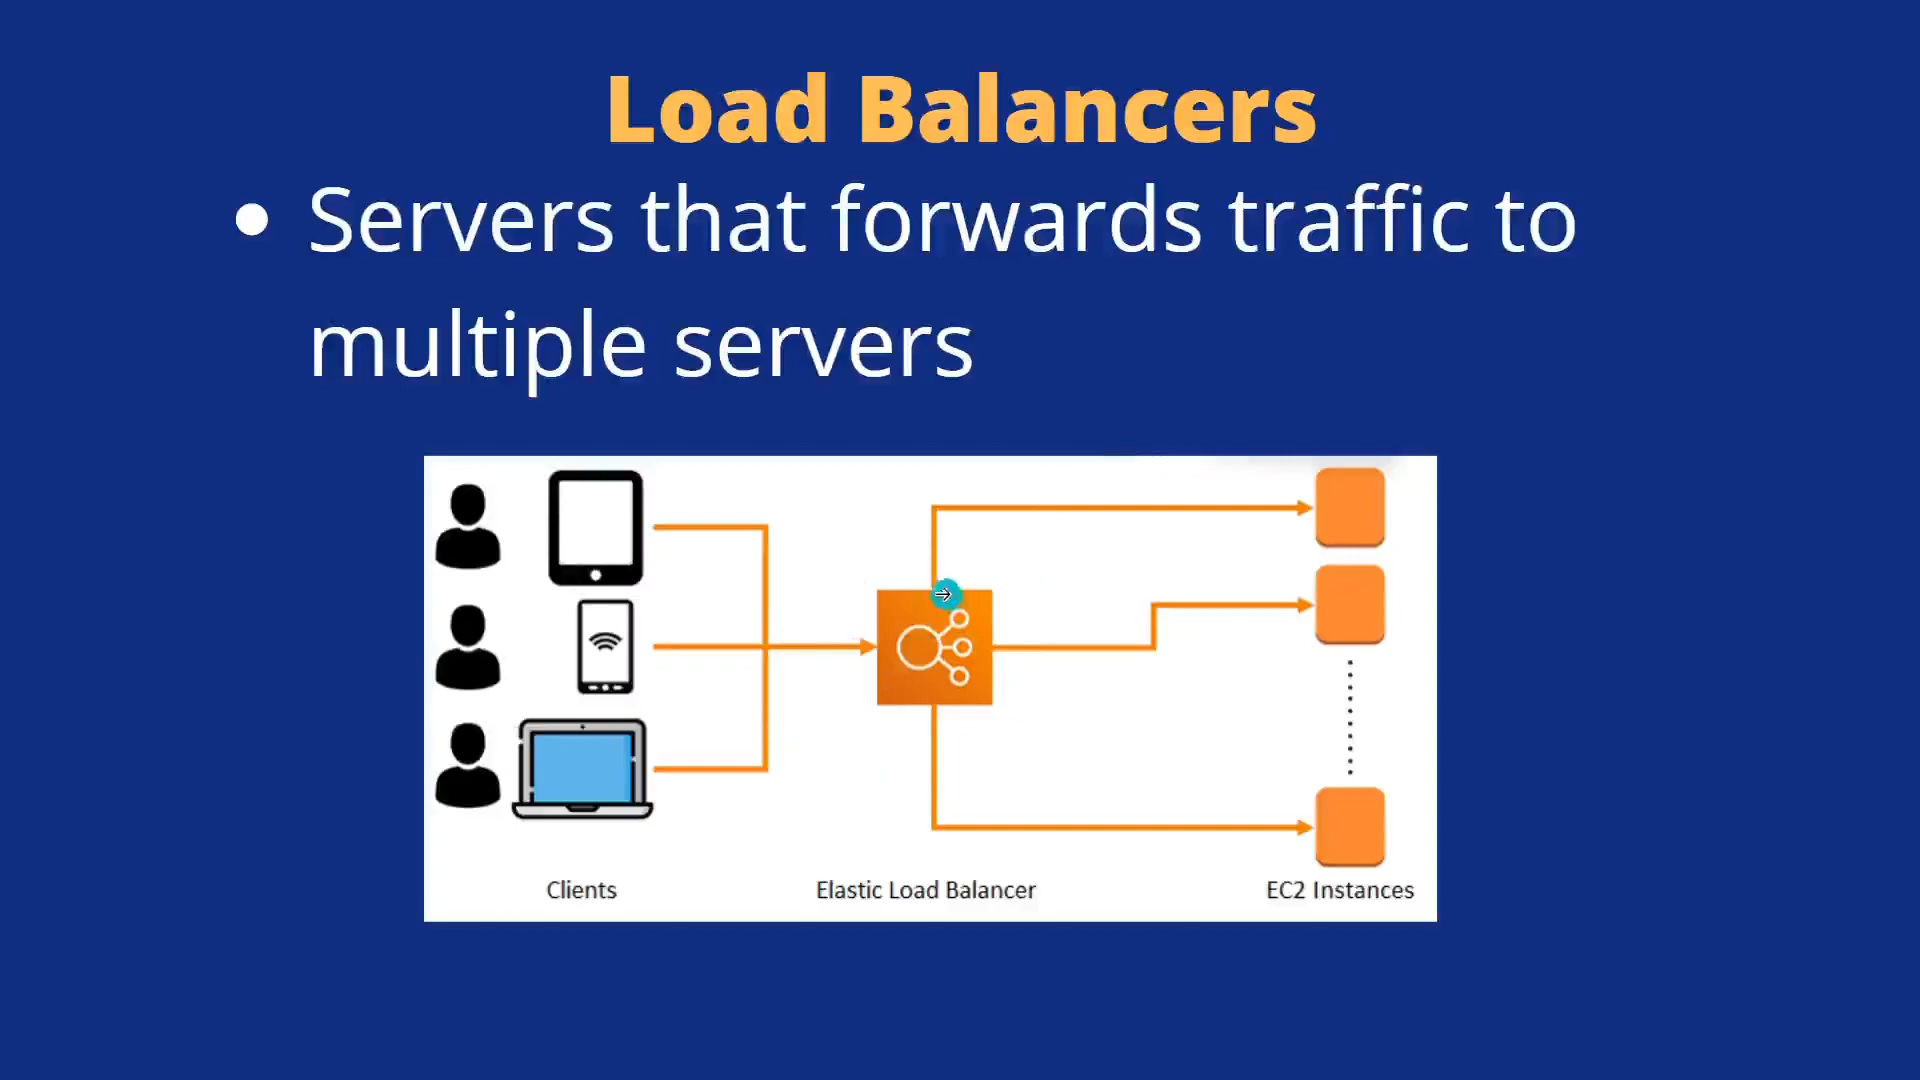 Load Balancers
• Servers that forwards traffic to
multiple servers
Clients
Elastic Load Balancer
EC2 Instances